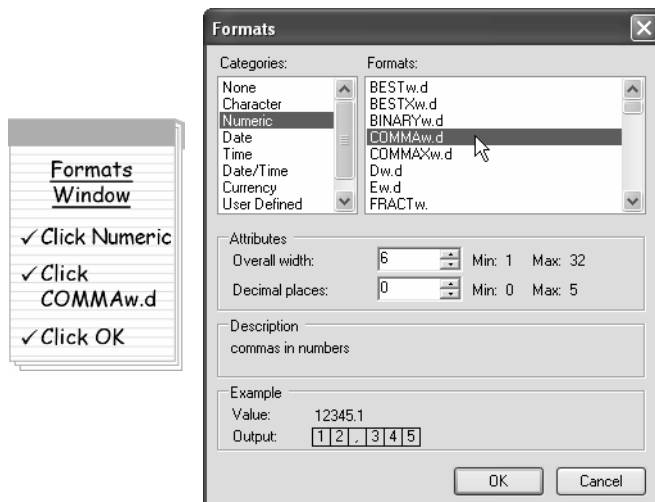 Formats
Window
✓ Click Numeric
✓ Click
COMMAw.d
✓ Click OK
Formats
Categories:
None
Character
Numeric
Date
Time
Date/Time
Currency
User Defined
Formats:
BESTw.d
BESTXw.d
BINARYw.d
COMMAw.d
COMMAXw.d
Dw.d
Ew.d
FRACTw.
Attributes
Overall width: 6 Min: 1 Max: 32
Decimal places: 0 Min: 0 Max: 5
Description
commas in numbers
Example
Value: 12345.1
Output: 12,345
OK Cancel